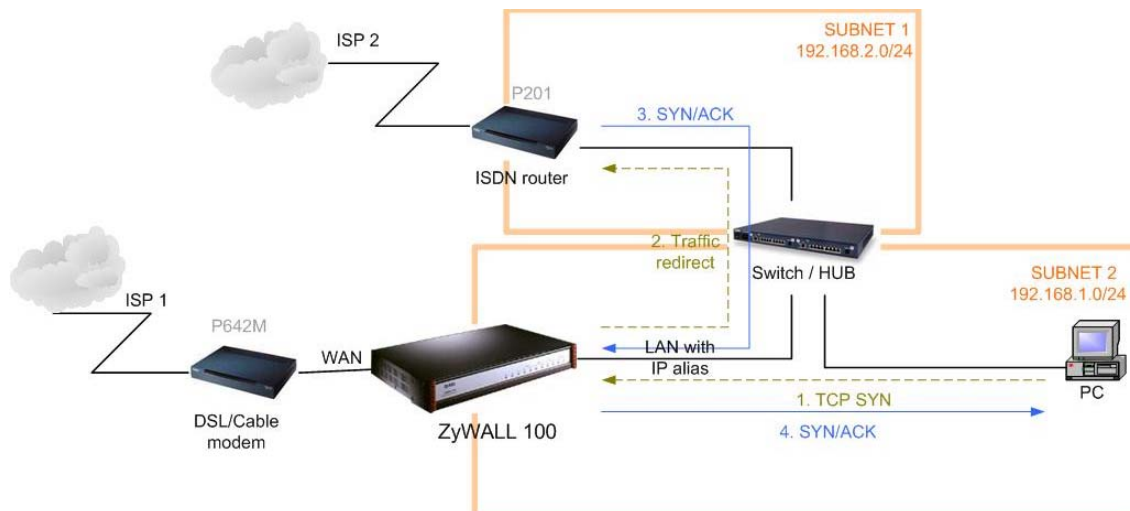 SUBNET 1
192.168.2.0/24
ISP 2
P201
3. SYN/ACK
ISDN router
2. Traffic
redirect
Switch / HUB
SUBNET 2
192.168.1.0/24
ISP 1
P642M
WAN
LAN with
IP alias
PC
1. TCP SYN
DSL/Cable
modem
ZyWALL 100
4. SYN/ACK